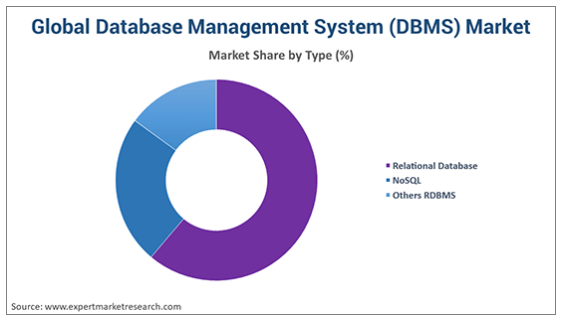 Global Database Management System (DBMS) Market
Market Share by Type (%)
Relational Database
NoSQL
Others RDBMS
Source: www.expertmarketresearch.com